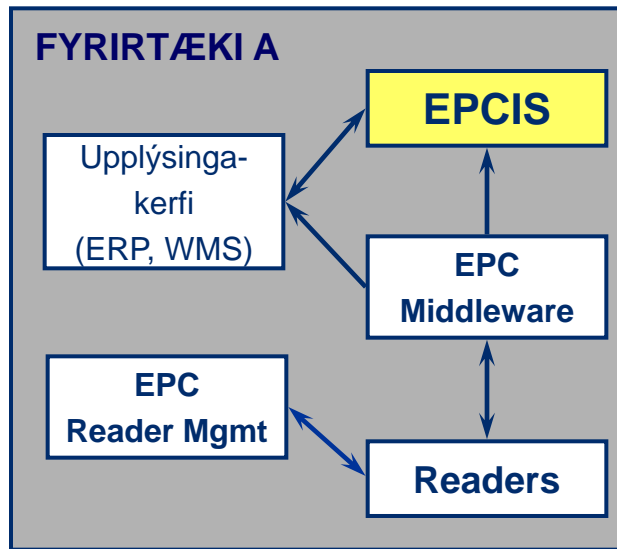 FYRIRTÆKI A
EPCIS
Upplýsinga-
kerfi
(ERP, WMS)
EPC
Middleware
EPC
Reader Mgmt
Readers